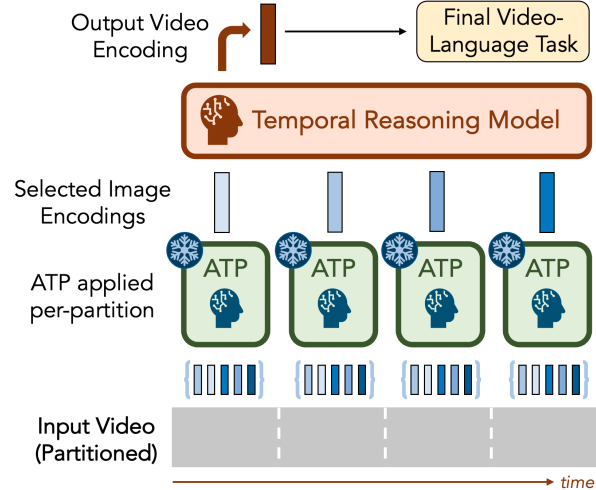 Output Video
Encoding
Final Video-
Language Task
Temporal Reasoning Model
Selected Image
Encodings
ATP applied
per-partition
ATP
ATP
ATP
ATP
Input Video
(Partitioned)
time